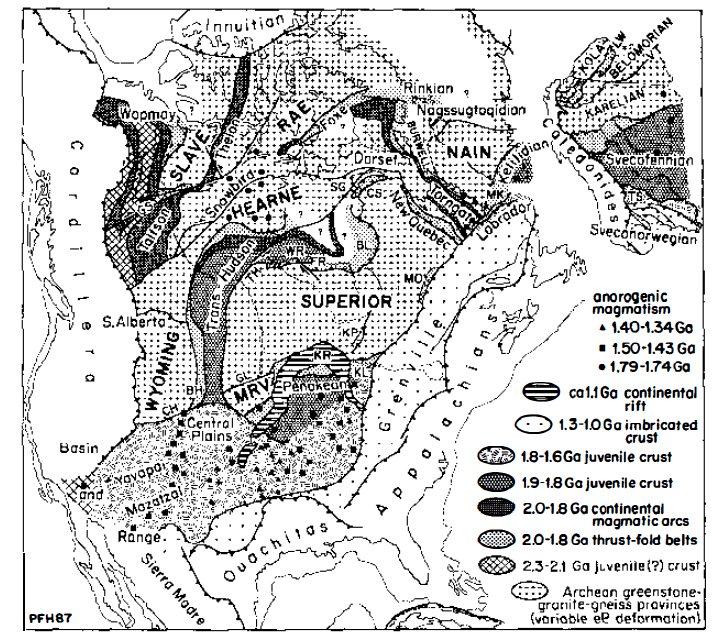 Innuitian
KOLA
LW
BELOMORIAN
VT
KARELIAN
Rinkian
Nagssugtoqidian
Wopmay
SLAVE
Thelon
RAE
Foxe
Dorset
BURWELL
NAIN
Ketilidian
Svecofennian
Caledonides
TS
Sveconorwegian
Cordillera
Snowbird
HEARNE
Taltson
SG
CS
New Quebec
Torngat
MK
Labrador
Trans-Hudson
WR
FR
BL
MO
SUPERIOR
S. Alberta
WYOMING
KP
KR
GL
MRV
Penokean
KL
BH
CH
Central
Plains
Grenville
Appalachians
Basin
and
Range
Yavapai
Mazatzal
Ouachitas
Sierra Madre
anorogenic
magmatism
1.40-1.34 Ga
1.50-1.43 Ga
1.79-1.74 Ga
ca1.1 Ga continental
rift
1.3-1.0 Ga imbricated
crust
1.8-1.6 Ga juvenile crust
1.9-1.8 Ga juvenile crust
2.0-1.8 Ga continental
magmatic arcs
2.0-1.8 Ga thrust-fold belts
2.3-2.1 Ga juvenile(?) crust
Archean greenstone-
granite-gneiss provinces
(variable eP deformation)
PFH87